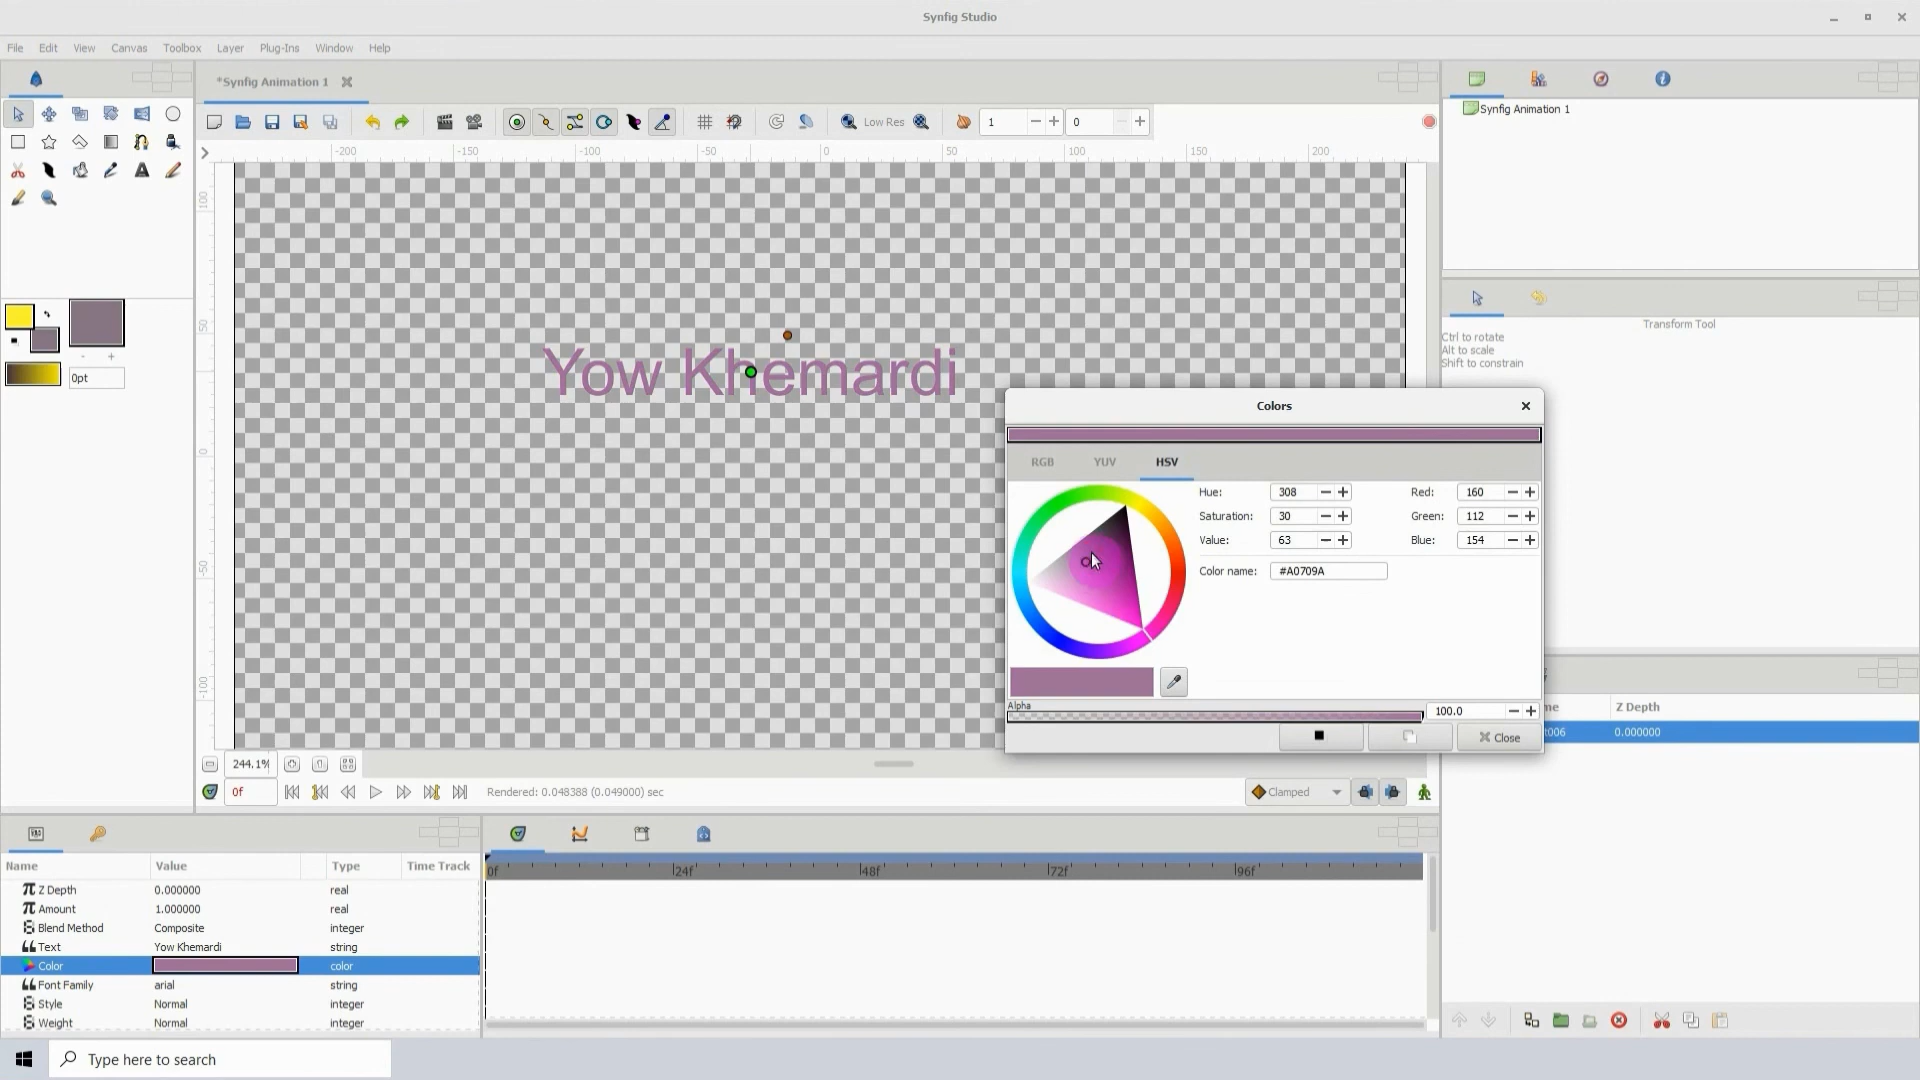 Synfig Studio
File Edit View Canvas Toolbox Layer Plug-Ins Window Help
*Synfig Animation 1
Low Res 1 0
-200 -150 -100 -50 0 50 100 150 200
100
50
0
-50
-100
0pt
Yow Khemardi
Synfig Animation 1
Transform Tool
Ctrl to rotate
Alt to scale
Shift to constrain
Colors
RGB YUV HSV
Hue: 308 Red: 160
Saturation: 30 Green: 112
Value: 63 Blue: 154
Color name: #A0709A
Alpha
100.0
Close
Z Depth
0.000000
244.1%
0f Rendered: 0.048388 (0.049000) sec Clamped
Name Value Type Time Track
Z Depth 0.000000 real
Amount 1.000000 real
Blend Method Composite integer
Text Yow Khemardi string
Color color
Font Family arial string
Style Normal integer
Weight Normal integer
0f 24f 48f 72f 96f
Type here to search